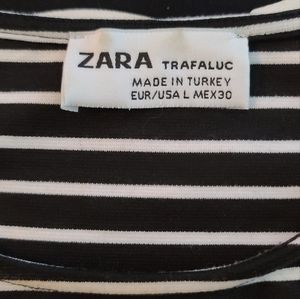 ZARA TRAFALUC
MADE IN TURKEY
EUR/USA L MEX30